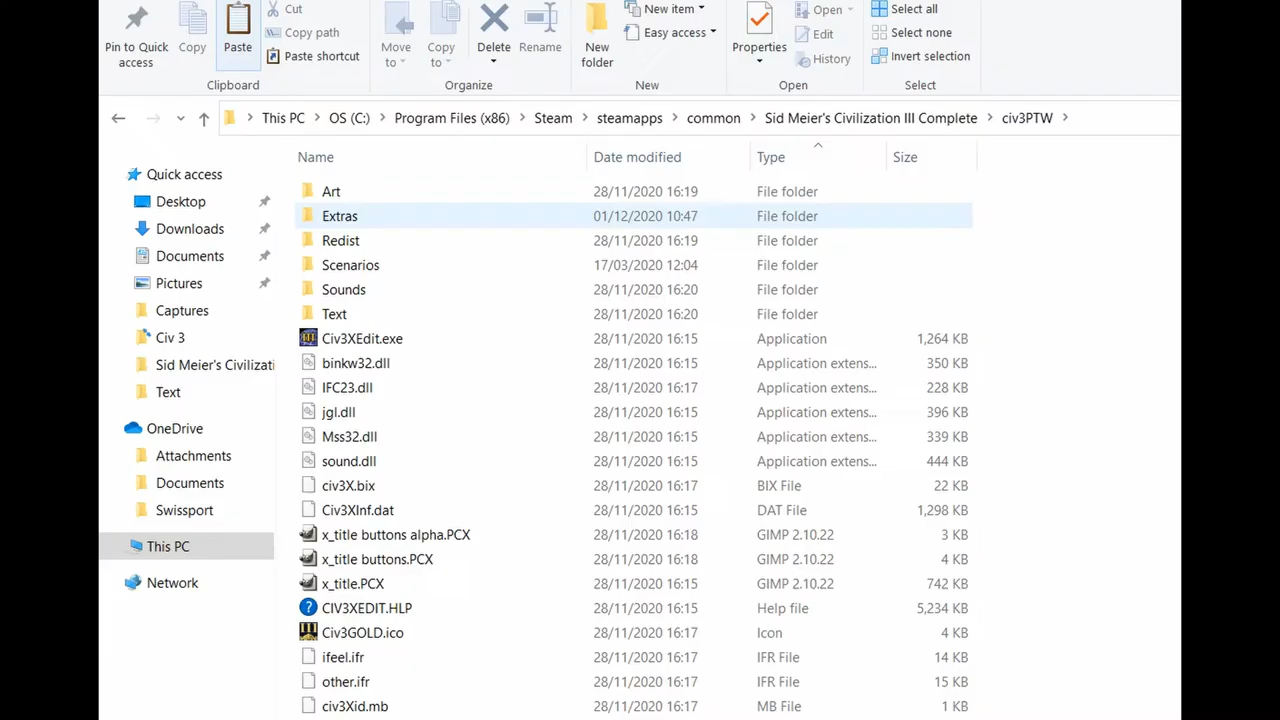 Pin to Quick access
Copy
Paste
Cut
Copy path
Paste shortcut
Clipboard
Move to
Copy to
Delete
Rename
Organize
New folder
New item
Easy access
New
Properties
Open
Edit
History
Open
Select all
Select none
Invert selection
Select
This PC > OS (C:) > Program Files (x86) > Steam > steamapps > common > Sid Meier's Civilization III Complete > civ3PTW >
Name Date modified Type Size
Quick access
Desktop
Downloads
Documents
Pictures
Captures
Civ 3
Sid Meier's Civilizati
Text
OneDrive
Attachments
Documents
Swissport
This PC
Network
Art 28/11/2020 16:19 File folder
Extras 01/12/2020 10:47 File folder
Redist 28/11/2020 16:19 File folder
Scenarios 17/03/2020 12:04 File folder
Sounds 28/11/2020 16:20 File folder
Text 28/11/2020 16:20 File folder
Civ3XEdit.exe 28/11/2020 16:15 Application 1,264 KB
binkw32.dll 28/11/2020 16:15 Application extens... 350 KB
IFC23.dll 28/11/2020 16:17 Application extens... 228 KB
jgl.dll 28/11/2020 16:15 Application extens... 396 KB
Mss32.dll 28/11/2020 16:15 Application extens... 339 KB
sound.dll 28/11/2020 16:15 Application extens... 444 KB
civ3X.bix 28/11/2020 16:17 BIX File 22 KB
Civ3XInf.dat 28/11/2020 16:15 DAT File 1,298 KB
x_title buttons alpha.PCX 28/11/2020 16:18 GIMP 2.10.22 3 KB
x_title buttons.PCX 28/11/2020 16:18 GIMP 2.10.22 4 KB
x_title.PCX 28/11/2020 16:15 GIMP 2.10.22 742 KB
CIV3XEDIT.HLP 28/11/2020 16:15 Help file 5,234 KB
Civ3GOLD.ico 28/11/2020 16:17 Icon 4 KB
ifeel.ifr 28/11/2020 16:17 IFR File 14 KB
other.ifr 28/11/2020 16:17 IFR File 15 KB
civ3Xid.mb 28/11/2020 16:17 MB File 1 KB